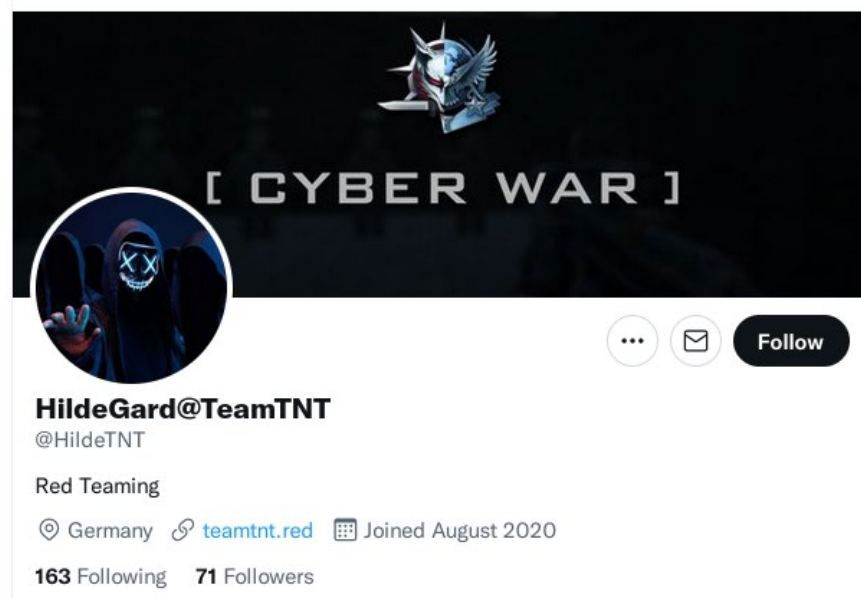 [ CYBER WAR ]
Follow
HildeGard@TeamTNT
@HildeTNT
Red Teaming
Germany teamtnt.red Joined August 2020
163 Following 71 Followers